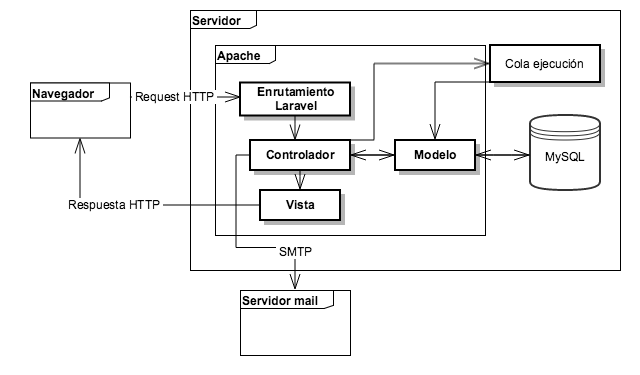 Servidor
Apache
Cola ejecución
Navegador
Request HTTP
Enrutamiento
Laravel
Controlador
Modelo
MySQL
Respuesta HTTP
Vista
SMTP
Servidor mail